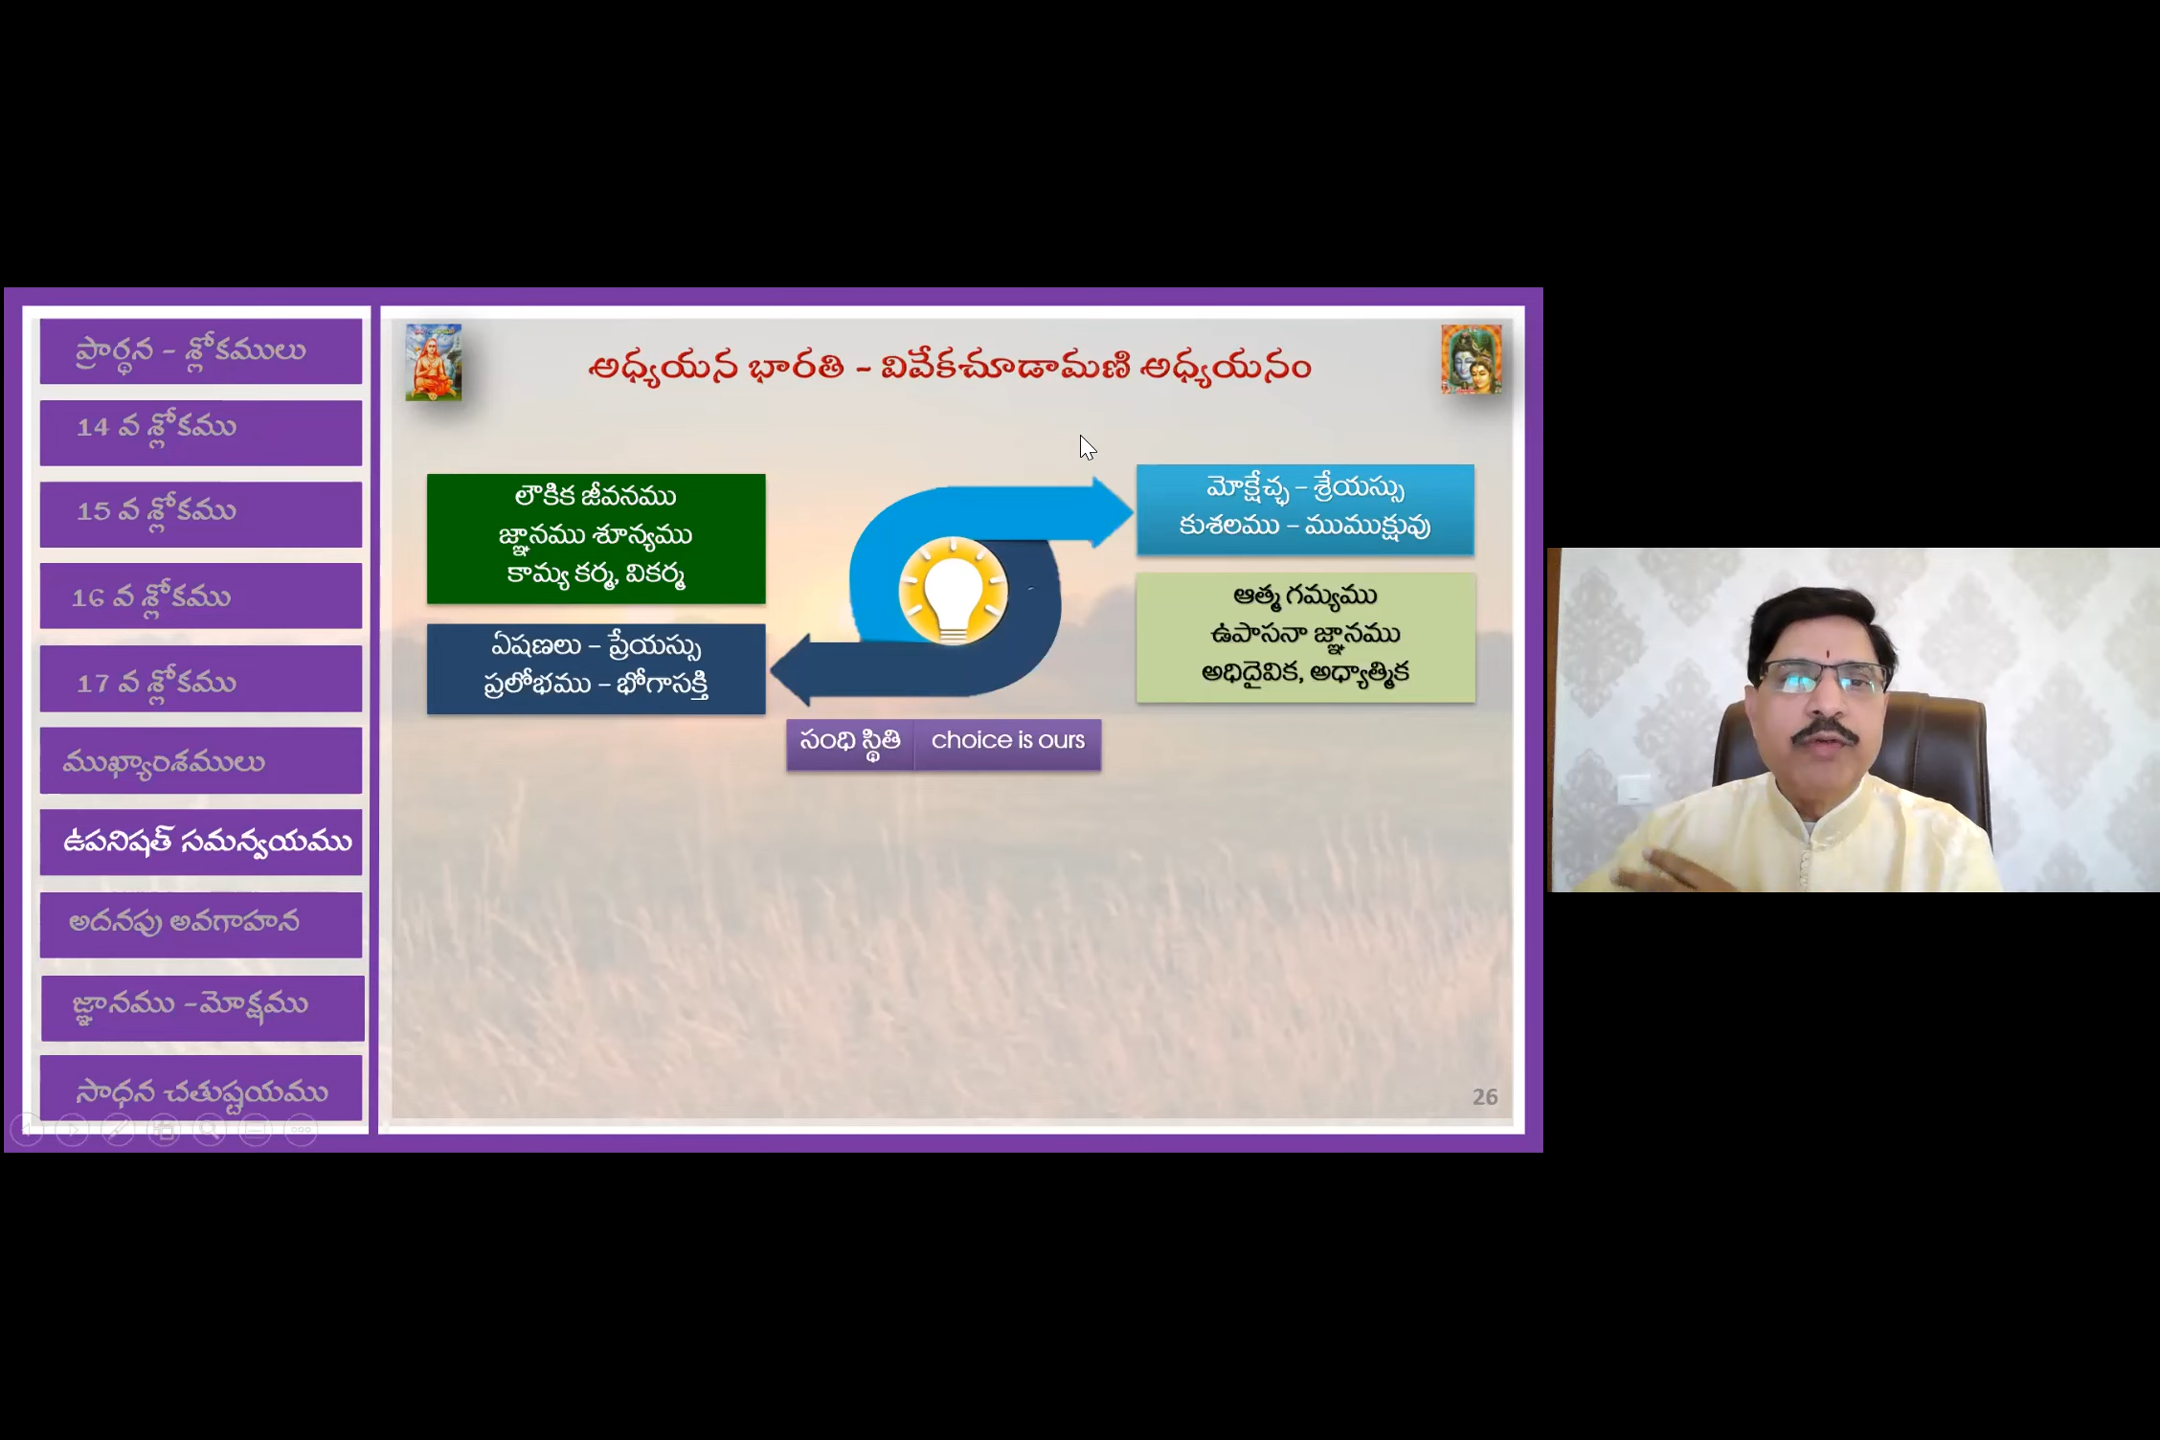 ప్రార్థన - శ్లోకములు
14 వ శ్లోకము
15 వ శ్లోకము
16 వ శ్లోకము
17 వ శ్లోకము
ముఖ్యాంశములు
ఉపనిషత్ సమన్వయము
అదనపు అవగాహన
జ్ఞానము -మోక్షము
సాధన చతుష్టయము
అధ్యయన భారతి - వివేకచూడామణి అధ్యయనం
లౌకిక జీవనము
జ్ఞానము శూన్యము
కామ్య కర్మ, వికర్మ
ఏషణలు - ప్రేయస్సు
ప్రలోభము - భోగాసక్తి
మోక్షేచ్ఛ - శ్రేయస్సు
కుశలము - ముముక్షువు
ఆత్మ గమ్యము
ఉపాసనా జ్ఞానము
అధిదైవిక, అధ్యాత్మిక
సంధి స్థితి choice is ours
26